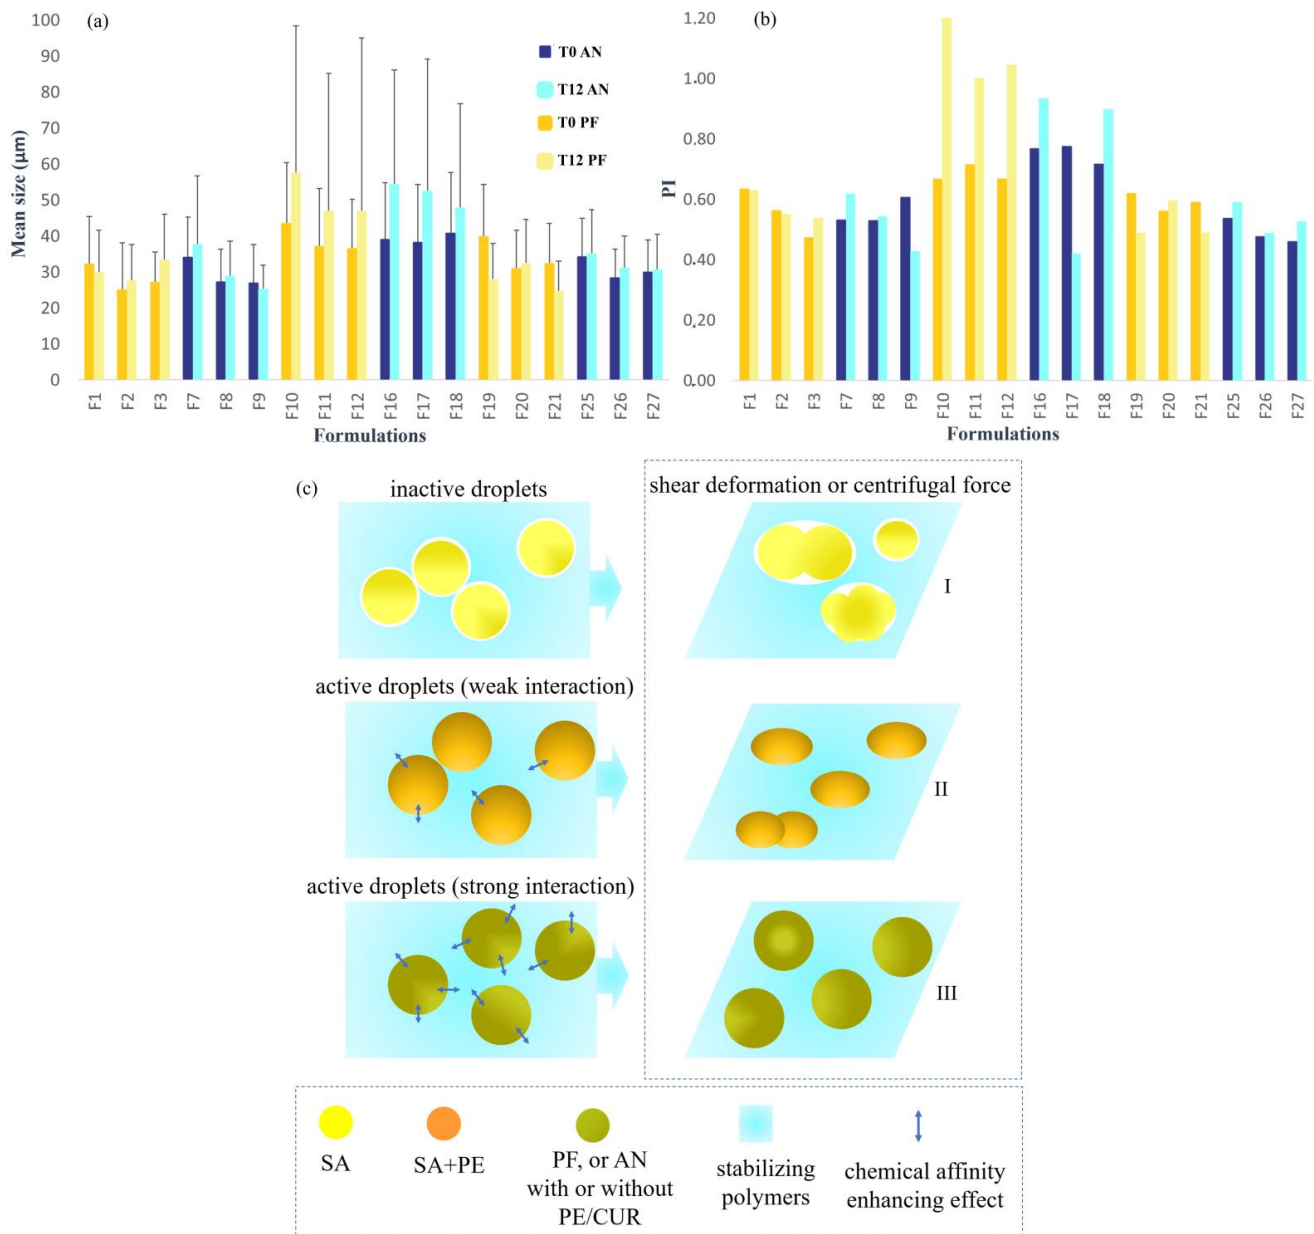 (a)
100
90
80
70
60
50
40
30
20
10
0
Mean size (μm)
T0 AN
T12 AN
T0 PF
T12 PF
F1
F2
F3
F7
F8
F9
F10
F11
F12
F16
F17
F18
F19
F20
F21
F25
F26
F27
Formulations
(b)
1.20
1.00
0.80
0.60
0.40
0.20
0.00
PI
F1
F2
F3
F7
F8
F9
F10
F11
F12
F16
F17
F18
F19
F20
F21
F25
F26
F27
Formulations
(c)
inactive droplets
shear deformation or centrifugal force
I
active droplets (weak interaction)
II
active droplets (strong interaction)
III
SA
SA+PE
PF, or AN
with or without
PE/CUR
stabilizing
polymers
chemical affinity
enhancing effect